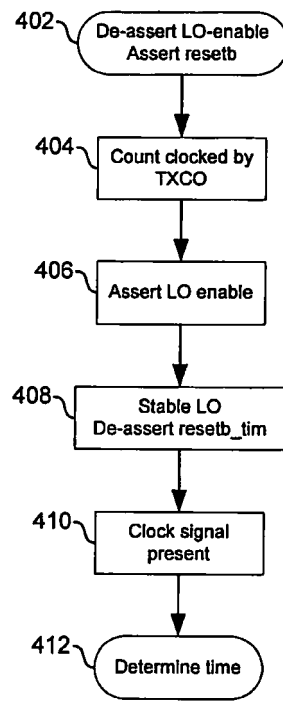 402
De-assert LO-enable
Assert resetb
404
Count clocked by
TXCO
406
Assert LO enable
408
Stable LO
De-assert resetb_tim
410
Clock signal
present
412
Determine time